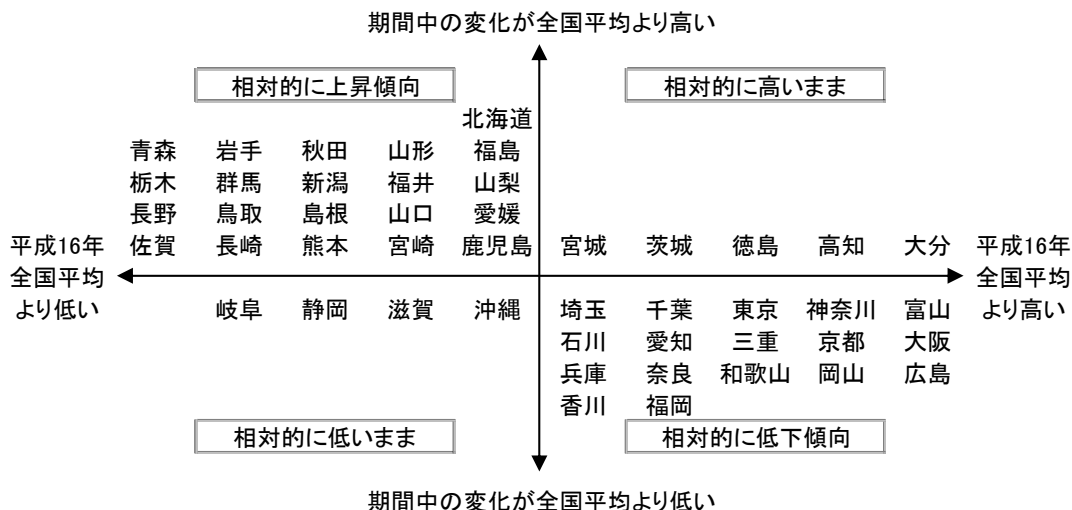 期間中の変化が全国平均より高い
相対的に上昇傾向 相対的に高いまま
北海道
青森 岩手 秋田 山形 福島
栃木 群馬 新潟 福井 山梨
長野 鳥取 島根 山口 愛媛
平成16年 佐賀 長崎 熊本 宮崎 鹿児島 宮城 茨城 徳島 高知 大分 平成16年
全国平均 全国平均
より低い 岐阜 静岡 滋賀 沖縄 埼玉 千葉 東京 神奈川 富山 より高い
石川 愛知 三重 京都 大阪
兵庫 奈良 和歌山 岡山 広島
香川 福岡
相対的に低いまま 相対的に低下傾向
期間中の変化が全国平均より低い